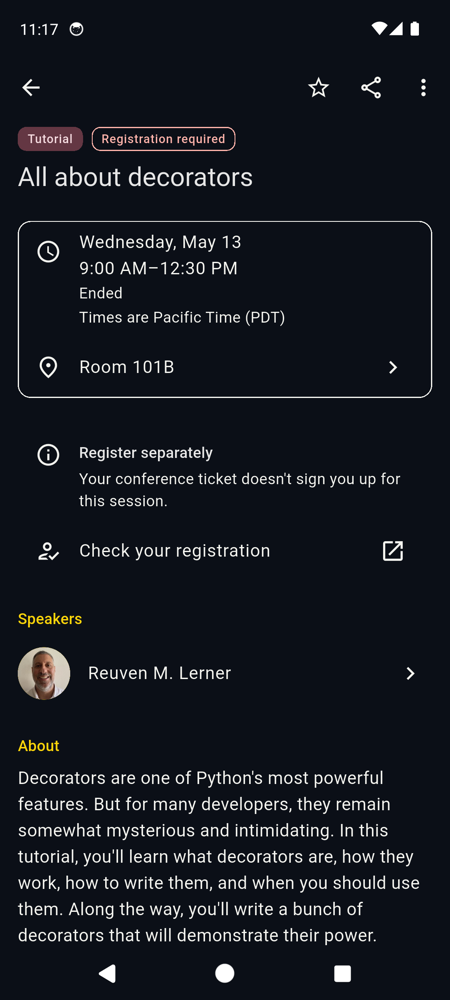 11:17
Tutorial
Registration required
All about decorators
Wednesday, May 13
9:00 AM–12:30 PM
Ended
Times are Pacific Time (PDT)
Room 101B
Register separately
Your conference ticket doesn't sign you up for
this session.
Check your registration
Speakers
Reuven M. Lerner
About
Decorators are one of Python's most powerful
features. But for many developers, they remain
somewhat mysterious and intimidating. In this
tutorial, you'll learn what decorators are, how they
work, how to write them, and when you should use
them. Along the way, you'll write a bunch of
decorators that will demonstrate their power.